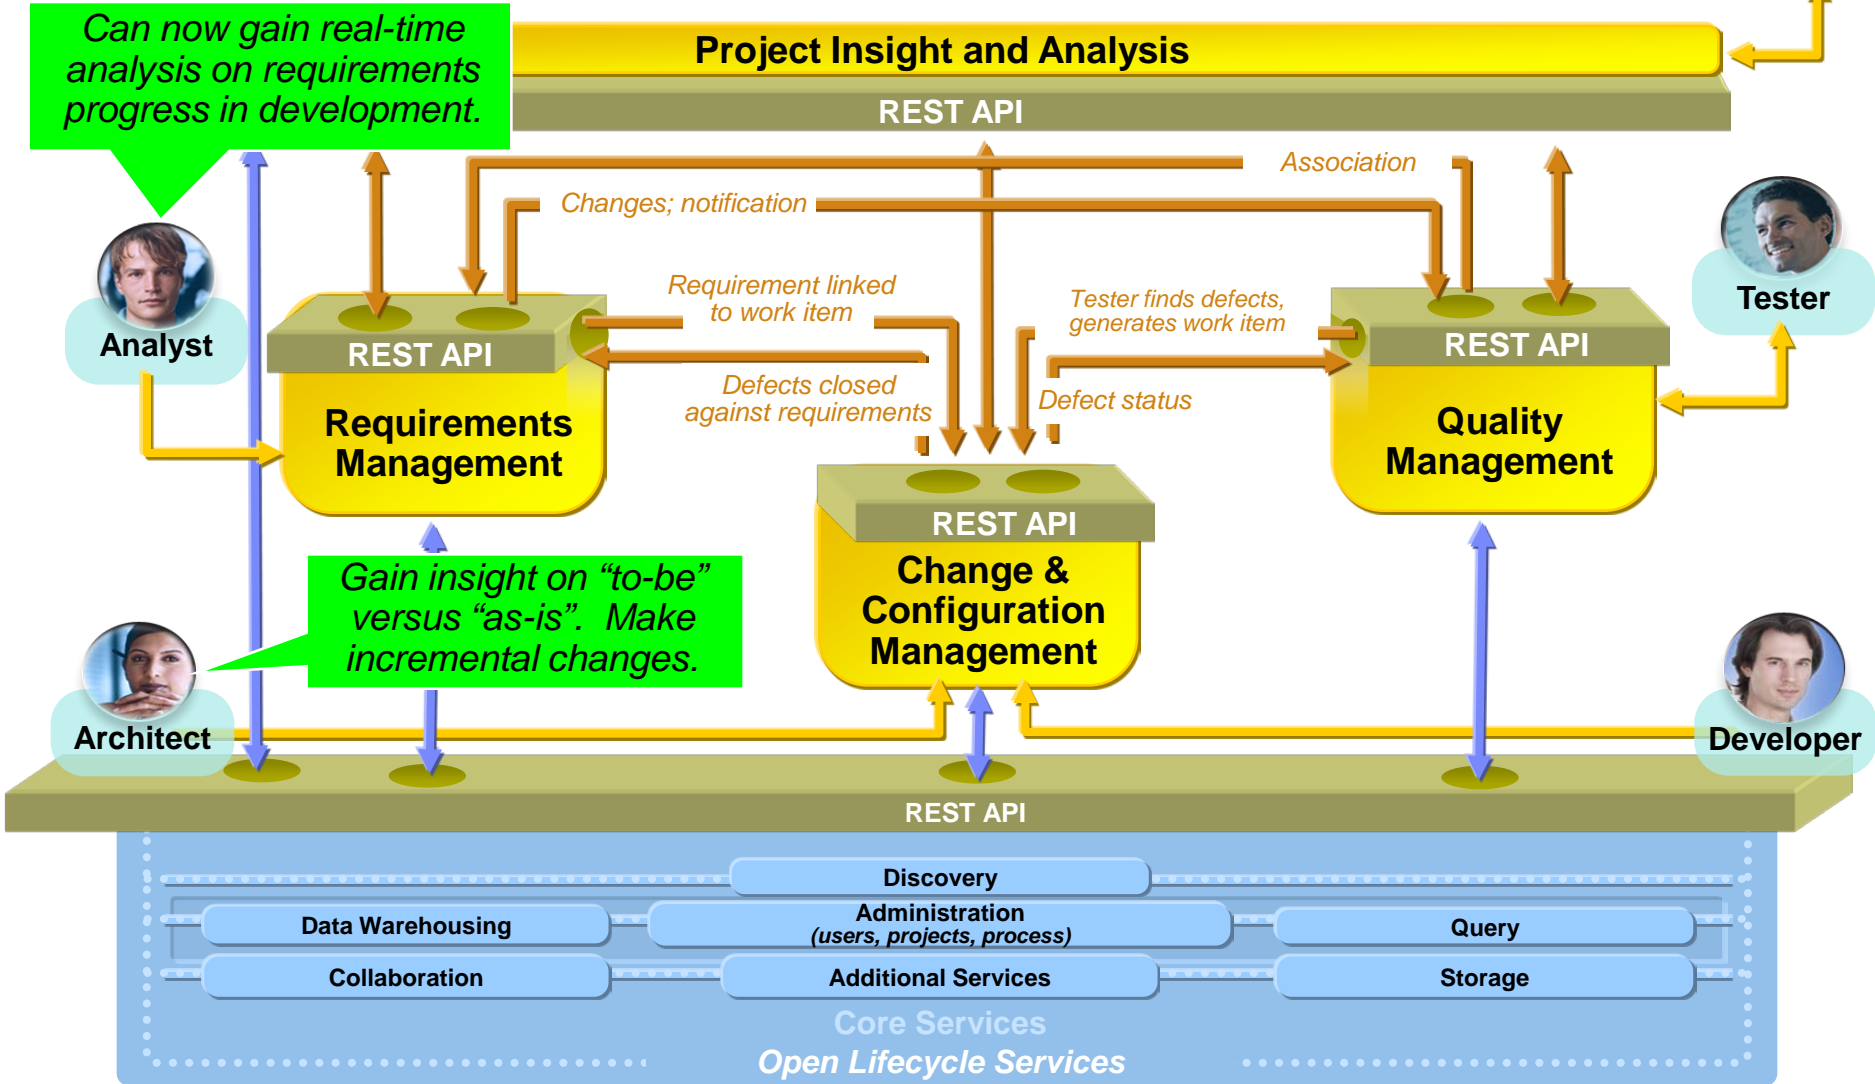 Can now gain real-time
analysis on requirements
progress in development.
Project Insight and Analysis
REST API
Association
Changes; notification
Requirement linked
to work item
Tester finds defects,
generates work item
Analyst
Tester
REST API
REST API
Defects closed
against requirements
Defect status
Requirements
Management
Quality
Management
REST API
Change &
Configuration
Management
Gain insight on “to-be”
versus “as-is”.  Make
incremental changes.
Architect
Developer
REST API
Discovery
Data Warehousing
Administration
(users, projects, process)
Query
Collaboration
Additional Services
Storage
Core Services
Open Lifecycle Services